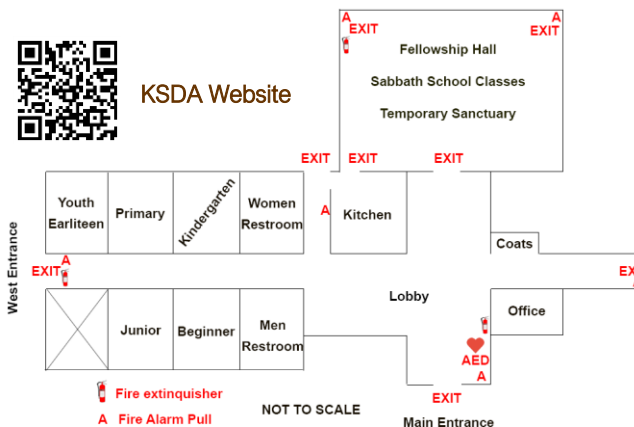 A
EXIT
A
EXIT
Fellowship Hall
Sabbath School Classes
Temporary Sanctuary
KSDA Website
EXIT
EXIT
EXIT
Youth
Earliteen
Primary
Kindergarten
Women
Restroom
A
Kitchen
Coats
West Entrance
A
EXIT
EX
Lobby
Office
Junior
Beginner
Men
Restroom
AED
A
EXIT
Fire extinguisher
A Fire Alarm Pull
NOT TO SCALE
Main Entrance